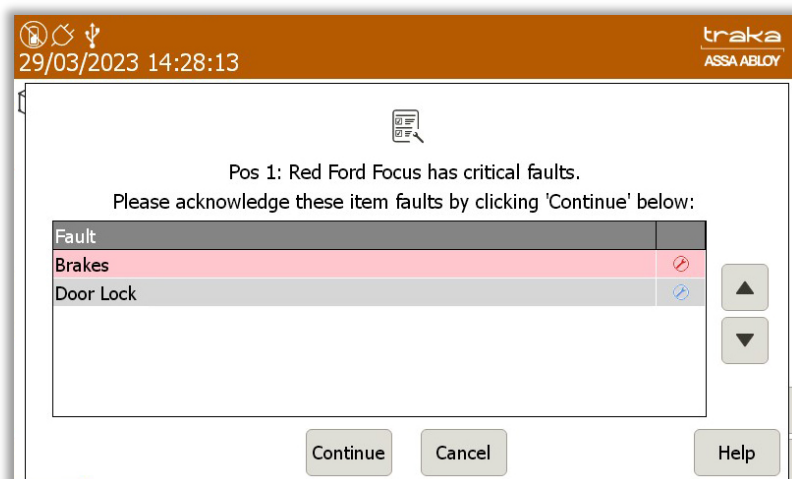 traka
29/03/2023 14:28:13
ASSA ABLOY
Pos 1: Red Ford Focus has critical faults.
Please acknowledge these item faults by clicking 'Continue' below:
Fault
Brakes
Door Lock
Continue
Cancel
Help